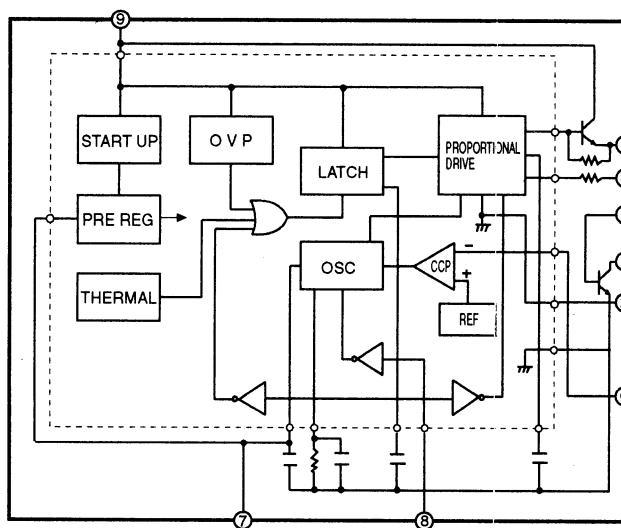 9
START UP
O V P
LATCH
PROPORTIONAL
DRIVE
PRE REG
THERMAL
OSC
CCP
−
+
REF
7
8